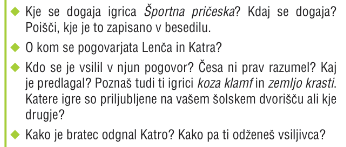 Kje se dogaja igrica Športna pričeska? Kdaj se dogaja?
Poišči, kje je to zapisano v besedilu.
O kom se pogovarjata Lenča in Katra?
Kdo se je vsilil v njun pogovor? Česa ni prav razumel? Kaj
je predlagal? Poznaš tudi ti igrici koza klamf in zemljo krasti.
Katere igre so priljubljene na vašem šolskem dvorišču ali kje
drugje?
Kako je bratec odgnal Katro? Kako pa ti odženeš vsiljivca?